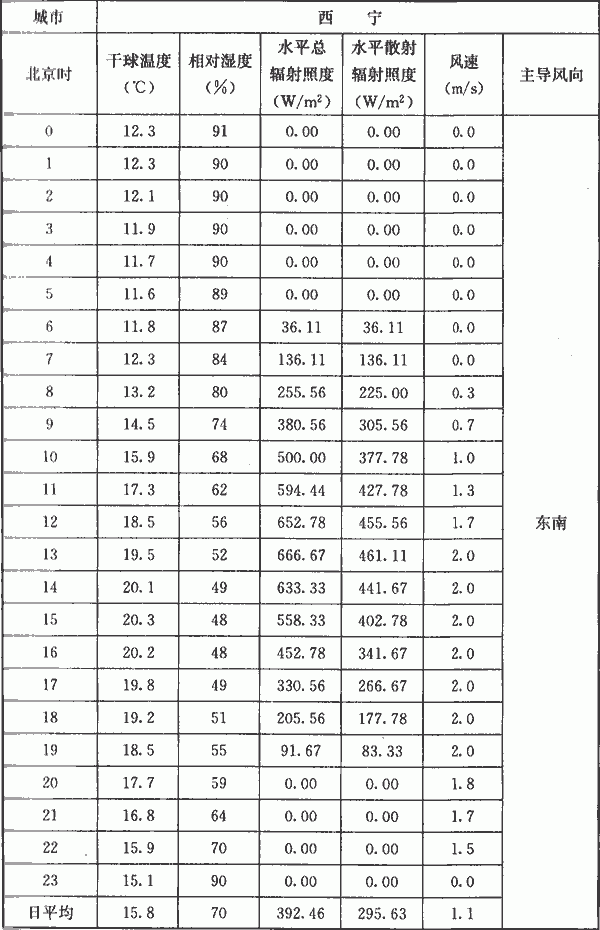 城市 西宁
北京时 干球温度(℃) 相对湿度(%) 水平总辐射照度(W/m²) 水平散射辐射照度(W/m²) 风速(m/s) 主导风向
0 12.3 91 0.00 0.00 0.0
1 12.3 90 0.00 0.00 0.0
2 12.1 90 0.00 0.00 0.0
3 11.9 90 0.00 0.00 0.0
4 11.7 90 0.00 0.00 0.0
5 11.6 89 0.00 0.00 0.0
6 11.8 87 36.11 36.11 0.0
7 12.3 84 136.11 136.11 0.0
8 13.2 80 255.56 225.00 0.3
9 14.5 74 380.56 305.56 0.7
10 15.9 68 500.00 377.78 1.0
11 17.3 62 594.44 427.78 1.3
12 18.5 56 652.78 455.56 1.7 东南
13 19.5 52 666.67 461.11 2.0
14 20.1 49 633.33 441.67 2.0
15 20.3 48 558.33 402.78 2.0
16 20.2 48 452.78 341.67 2.0
17 19.8 49 330.56 266.67 2.0
18 19.2 51 205.56 177.78 2.0
19 18.5 55 91.67 83.33 2.0
20 17.7 59 0.00 0.00 1.8
21 16.8 64 0.00 0.00 1.7
22 15.9 70 0.00 0.00 1.5
23 15.1 90 0.00 0.00 0.0
日平均 15.8 70 392.46 295.63 1.1